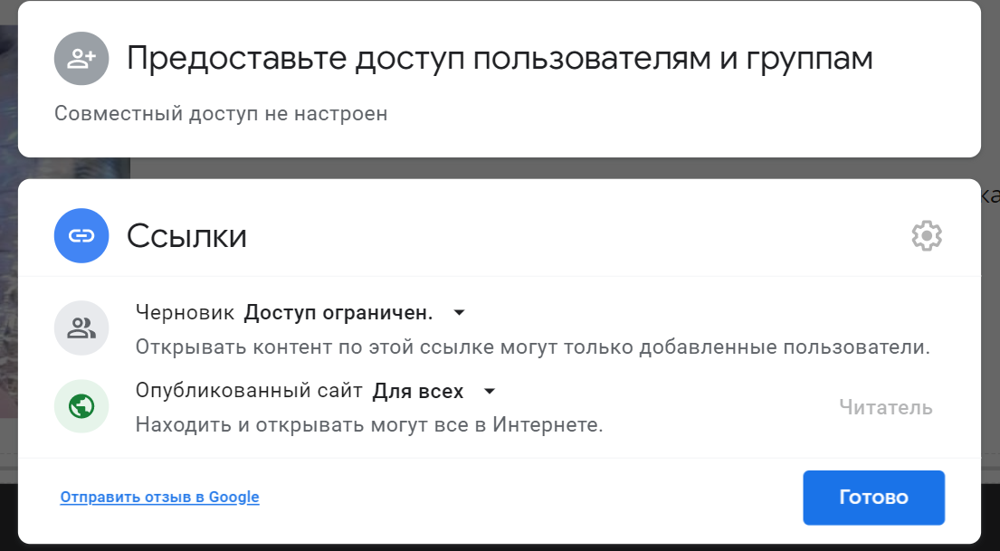 Предоставьте доступ пользователям и группам
Совместный доступ не настроен
Ссылки
Черновик Доступ ограничен.
Открывать контент по этой ссылке могут только добавленные пользователи.
Опубликованный сайт Для всех
Находить и открывать могут все в Интернете.
Читатель
Отправить отзыв в Google
Готово